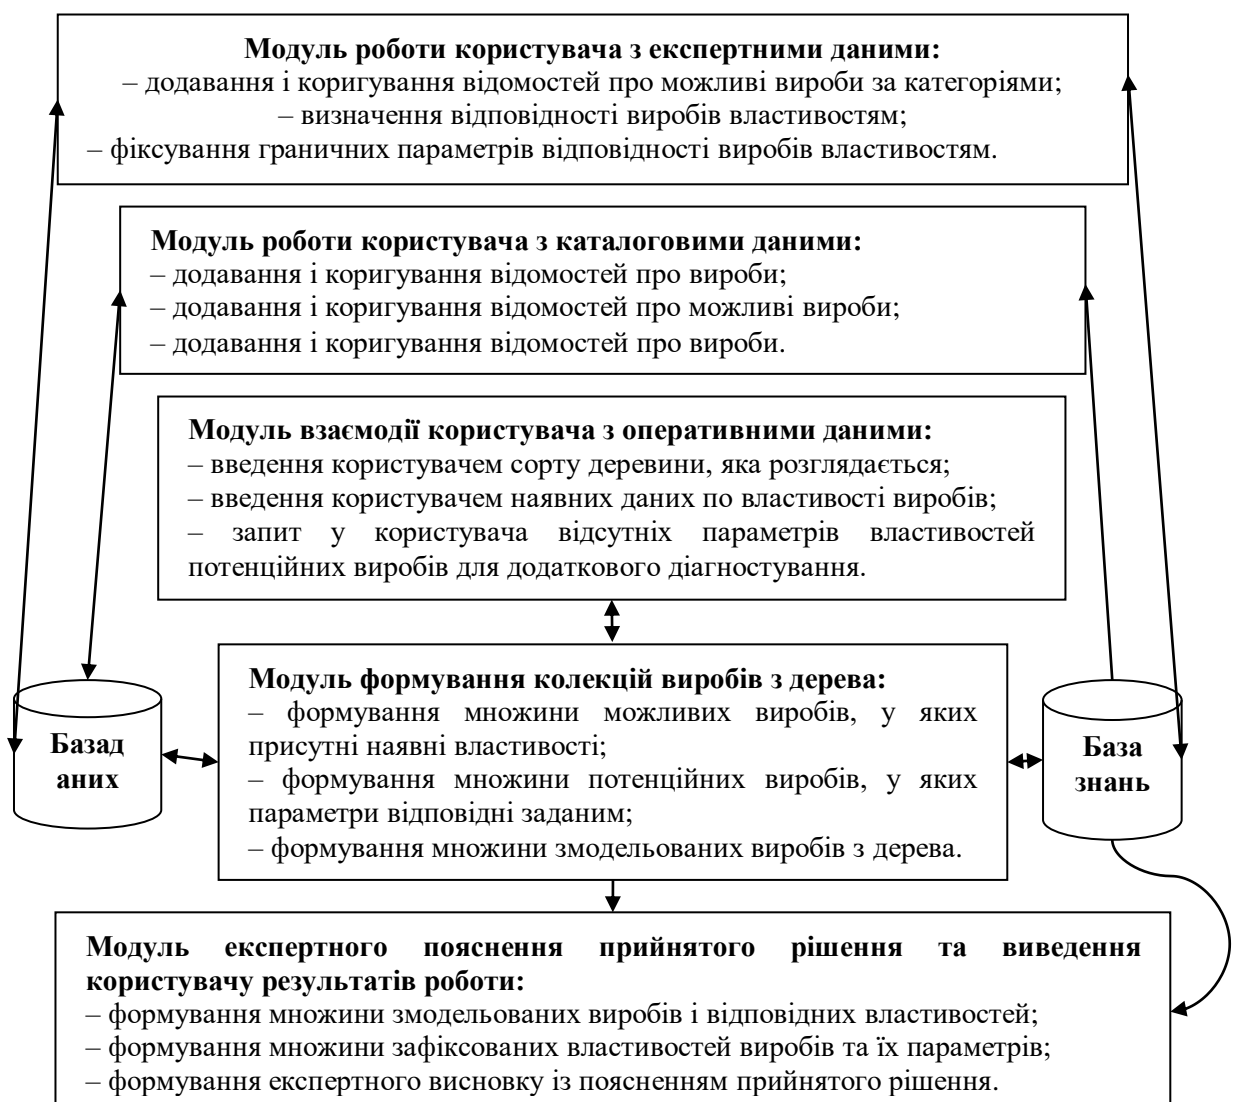 Модуль роботи користувача з експертними даними:
– додавання і коригування відомостей про можливі вироби за категоріями;
– визначення відповідності виробів властивостям;
– фіксування граничних параметрів відповідності виробів властивостям.
Модуль роботи користувача з каталоговими даними:
– додавання і коригування відомостей про вироби;
– додавання і коригування відомостей про можливі вироби;
– додавання і коригування відомостей про вироби.
Модуль взаємодії користувача з оперативними даними:
– введення користувачем сорту деревини, яка розглядається;
– введення користувачем наявних даних по властивості виробів;
– запит у користувача відсутніх параметрів властивостей
потенційних виробів для додаткового діагностування.
Базад
аних
Модуль формування колекцій виробів з дерева:
– формування множини можливих виробів, у яких
присутні наявні властивості;
– формування множини потенційних виробів, у яких
параметри відповідні заданим;
– формування множини змодельованих виробів з дерева.
База
знань
Модуль експертного пояснення прийнятого рішення та виведення
користувачу результатів роботи:
– формування множини змодельованих виробів і відповідних властивостей;
– формування множини зафіксованих властивостей виробів та їх параметрів;
– формування експертного висновку із поясненням прийнятого рішення.